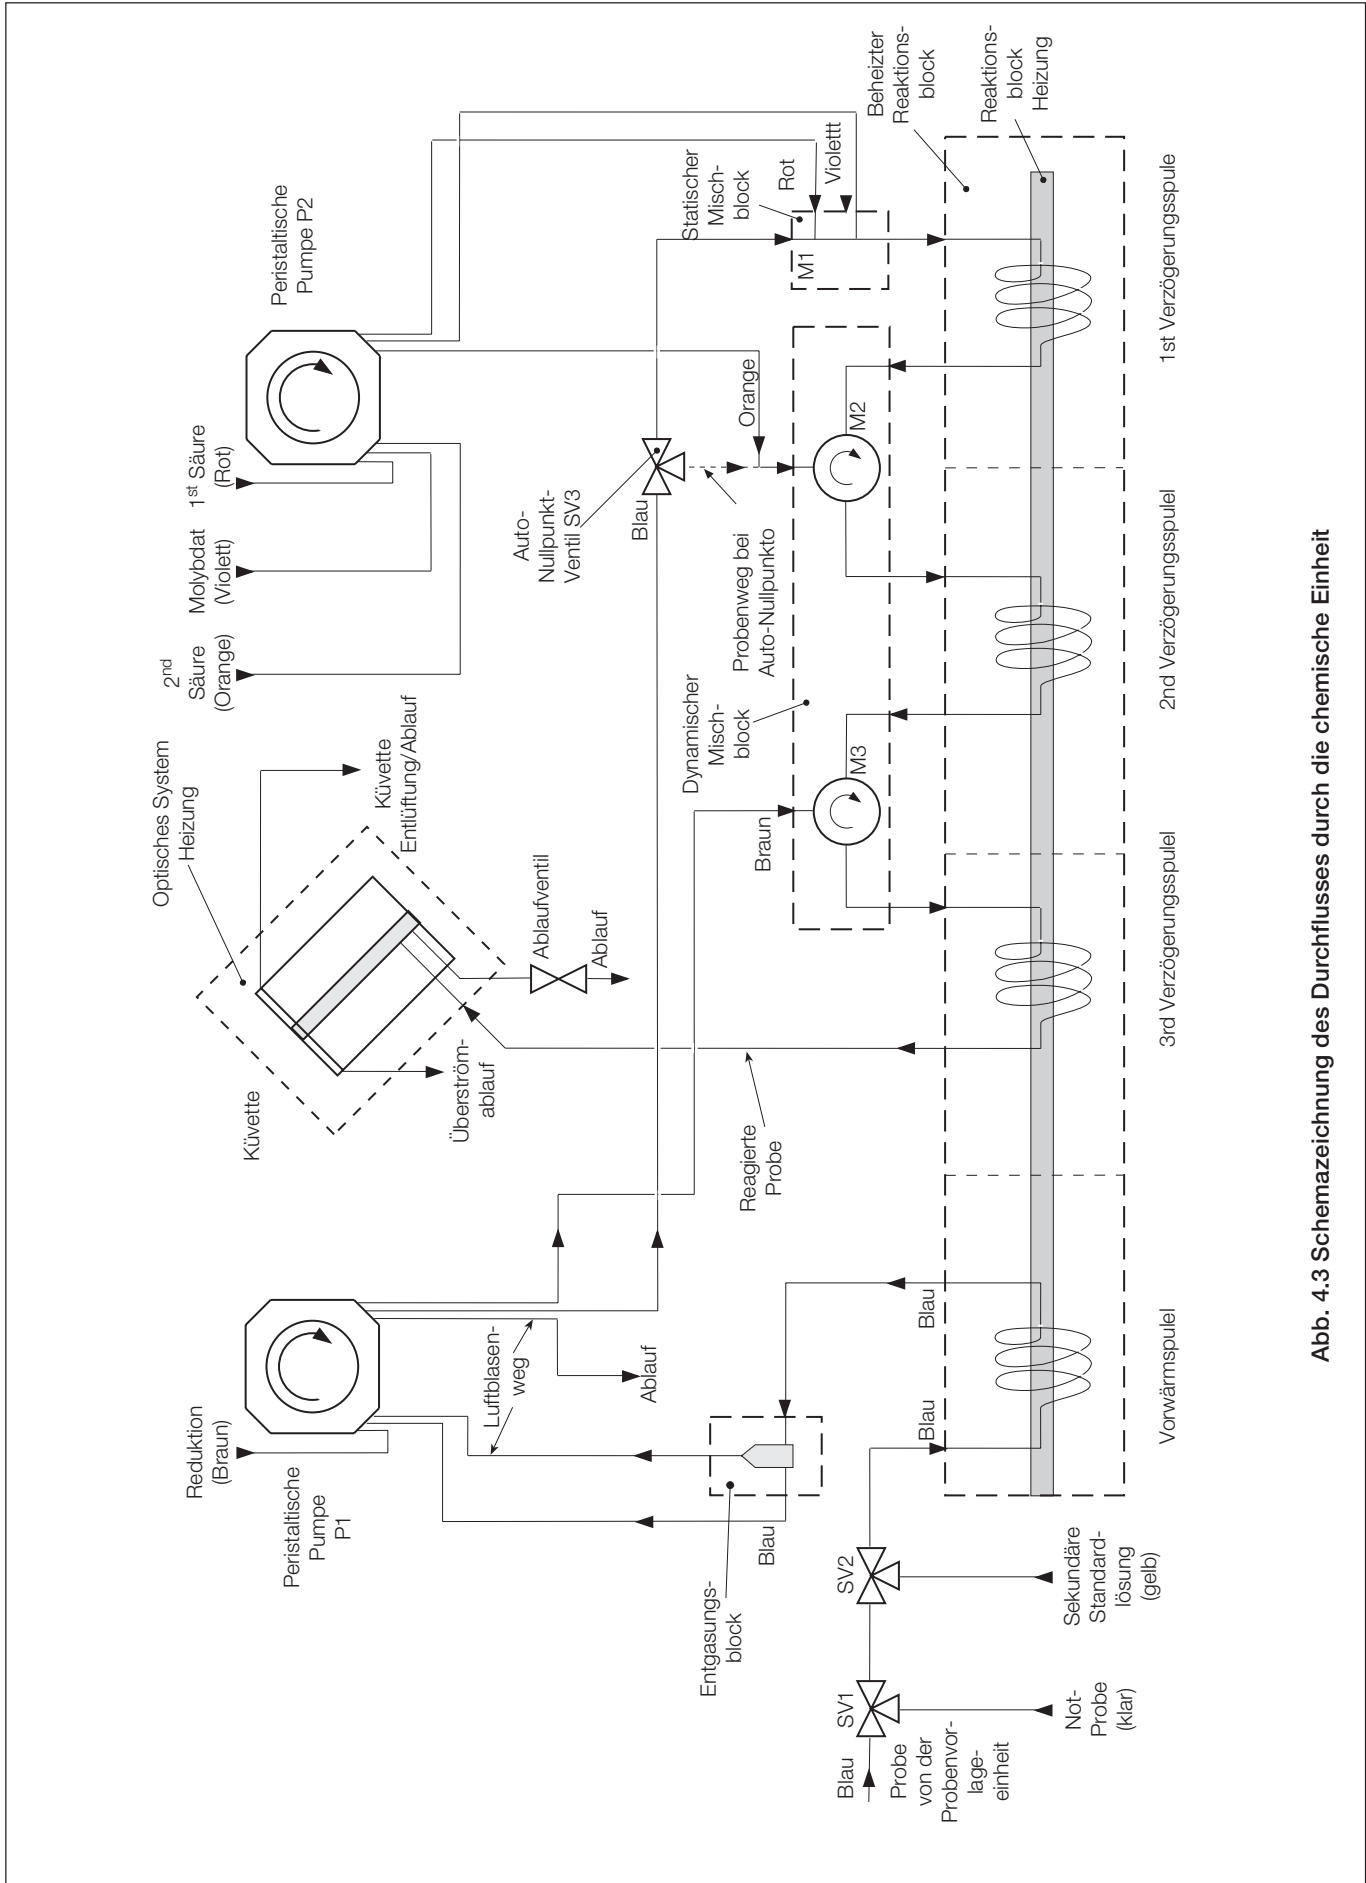 Reduktion
(Braun)
Peristaltische
Pumpe
P1
Luftblasen-
weg
Ablauf
Entgasungs-
block
Blau
Blau
Blau
SV1
SV2
Blau
Probe
von der
Probenvor-
lage-
einheit
Not-
Probe
(klar)
Sekundäre
Standard-
lösung
(gelb)
Vorwärmspulel
Optisches System
Heizung
Küvette
Küvette
Entlüftung/Ablauf
Überström-
ablauf
Ablaufventil
Ablauf
Reagierte
Probe
2nd
Säure
(Orange)
Molybdat
(Violett)
1st Säure
(Rot)
Peristaltische
Pumpe P2
Auto-
Nullpunkt-
Ventil SV3
Blau
Probenweg bei
Auto-Nullpunkto
Orange
Dynamischer
Misch-
block
Braun
M3
M2
Statischer
Misch-
block
M1
Rot
Violettt
Beheizter
Reaktions-
block
Reaktions-
block
Heizung
3rd Verzögerungsspulel
2nd Verzögerungsspulel
1st Verzögerungsspule
Abb. 4.3 Schemazeichnung des Durchflusses durch die chemische Einheit